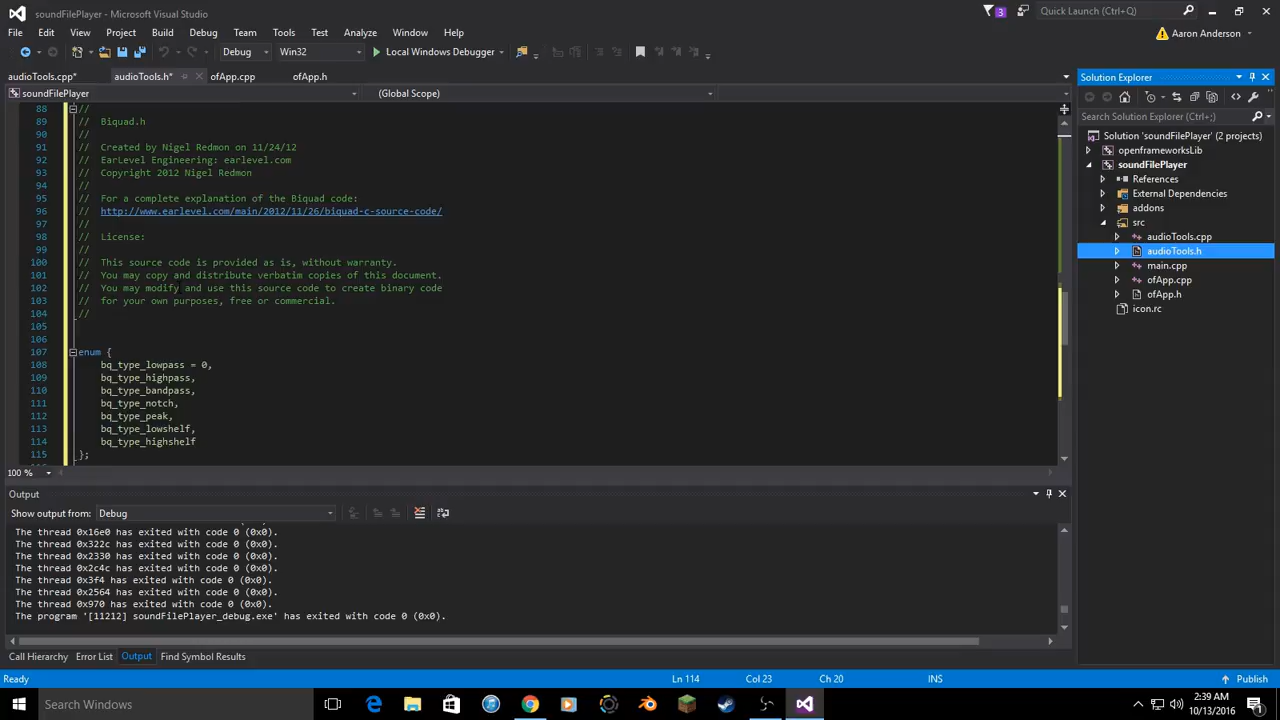 soundFilePlayer - Microsoft Visual Studio
3
Quick Launch (Ctrl+Q)
File Edit View Project Build Debug Team Tools Test Analyze Window Help
Aaron Anderson
Debug Win32 Local Windows Debugger
audioTools.cpp* audioTools.h* ofApp.cpp ofApp.h
soundFilePlayer (Global Scope)
88 //
89 // Biquad.h
90 //
91 // Created by Nigel Redmon on 11/24/12
92 // EarLevel Engineering: earlevel.com
93 // Copyright 2012 Nigel Redmon
94 //
95 // For a complete explanation of the Biquad code:
96 // http://www.earlevel.com/main/2012/11/26/biquad-c-source-code/
97 //
98 // License:
99 //
100 // This source code is provided as is, without warranty.
101 // You may copy and distribute verbatim copies of this document.
102 // You may modify and use this source code to create binary code
103 // for your own purposes, free or commercial.
104 //
105
106
107 enum {
108 bq_type_lowpass = 0,
109 bq_type_highpass,
110 bq_type_bandpass,
111 bq_type_notch,
112 bq_type_peak,
113 bq_type_lowshelf,
114 bq_type_highshelf
115 };
100 %
Output
Show output from: Debug
The thread 0x16e0 has exited with code 0 (0x0).
The thread 0x322c has exited with code 0 (0x0).
The thread 0x2330 has exited with code 0 (0x0).
The thread 0x2c4c has exited with code 0 (0x0).
The thread 0x3f4 has exited with code 0 (0x0).
The thread 0x2564 has exited with code 0 (0x0).
The thread 0x970 has exited with code 0 (0x0).
The program '[11212] soundFilePlayer_debug.exe' has exited with code 0 (0x0).
Call Hierarchy Error List Output Find Symbol Results
Solution Explorer
Search Solution Explorer (Ctrl+;)
Solution 'soundFilePlayer' (2 projects)
openframeworksLib
soundFilePlayer
References
External Dependencies
addons
src
audioTools.cpp
audioTools.h
main.cpp
ofApp.cpp
ofApp.h
icon.rc
Ready Ln 114 Col 23 Ch 20 INS Publish
Search Windows
2:39 AM
10/13/2016